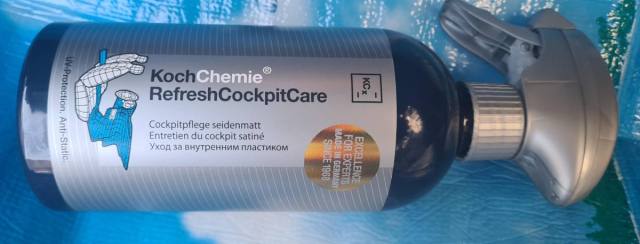 UV-Protection, Anti-Static
KochChemie®
RefreshCockpitCare
KCx
Cockpitpflege seidenmatt
Entretien du cockpit satiné
Уход за внутренним пластиком
EXCELLENCE
FOR EXPERTS
MADE IN GERMANY
SINCE 1968